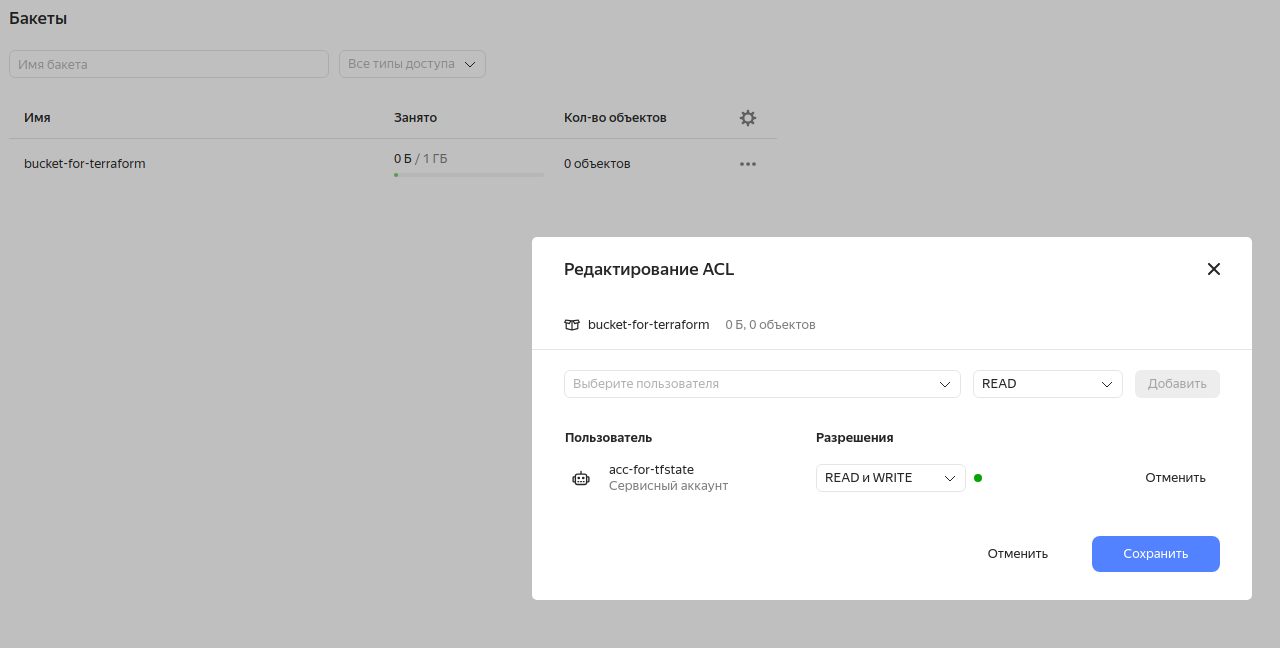 Бакеты
Имя бакета
Все типы доступа
Имя Занято Кол-во объектов
bucket-for-terraform 0 Б / 1 ГБ 0 объектов
Редактирование ACL
bucket-for-terraform 0 Б, 0 объектов
Выберите пользователя READ Добавить
Пользователь Разрешения
acc-for-tfstate
Сервисный аккаунт
READ и WRITE
Отменить
Отменить Сохранить